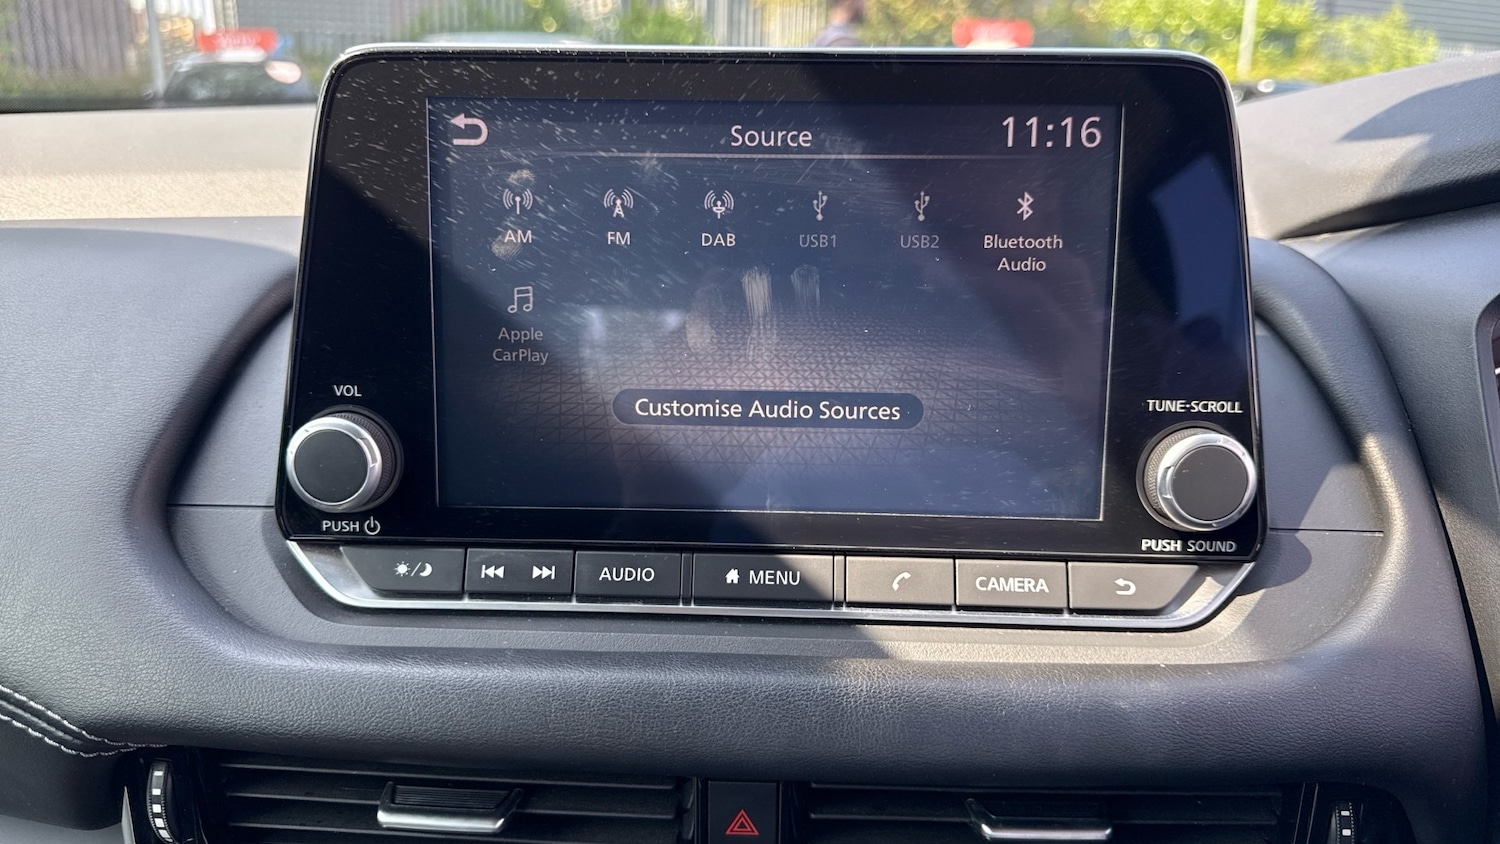 Source
11:16
AM
FM
DAB
USB1
USB2
Bluetooth
Audio
Apple
CarPlay
Customise Audio Sources
VOL
PUSH
TUNE·SCROLL
PUSH SOUND
AUDIO
MENU
CAMERA